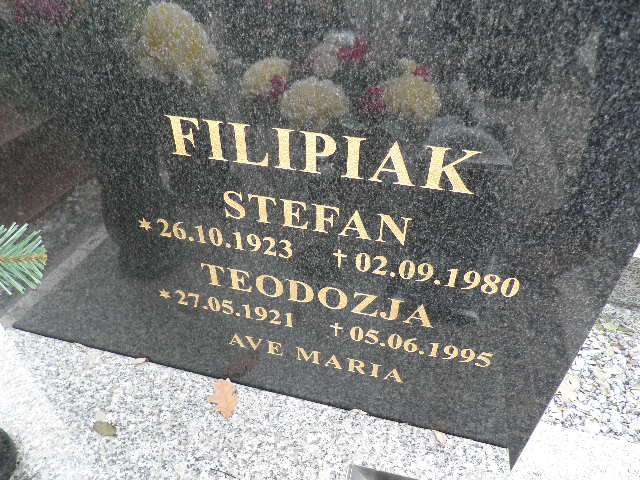 FILIPIAK
STEFAN
* 26.10.1923 † 02.09.1980
TEODOZJA
* 27.05.1921 † 05.06.1995
AVE MARIA